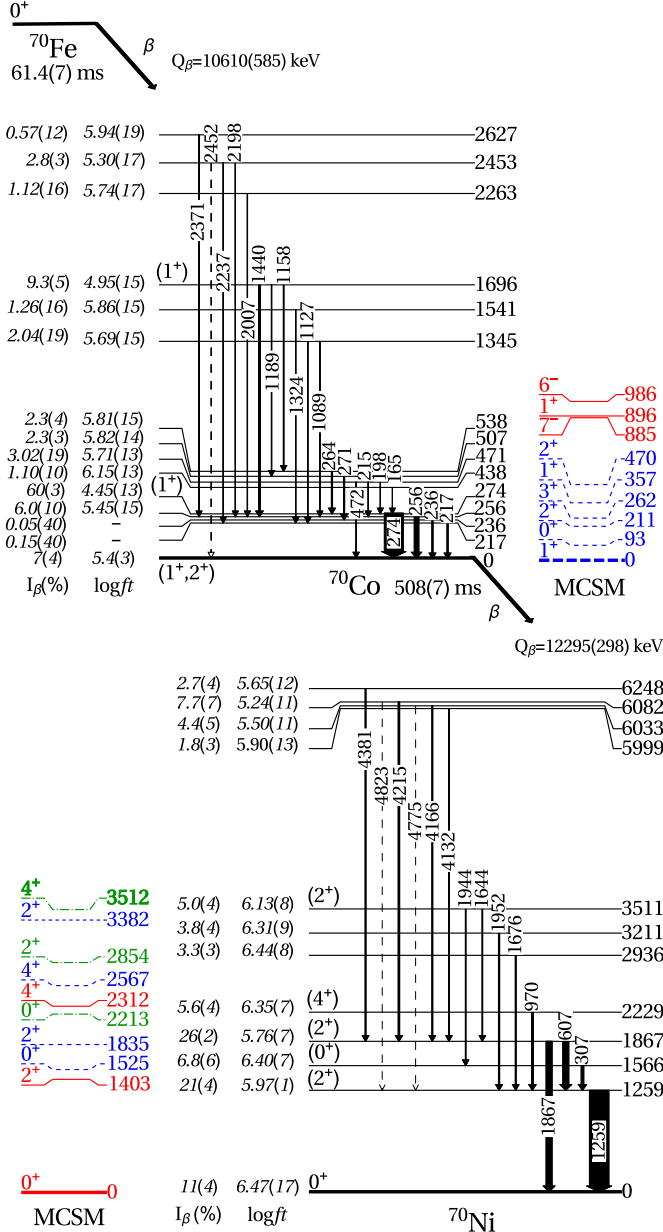 0⁺
⁷⁰Fe
61.4(7) ms
β
Qβ=10610(585) keV
0.57(12) 5.94(19) 2627
2.8(3) 5.30(17) 2453
1.12(16) 5.74(17) 2263
9.3(5) 4.95(15) (1⁺) 1696
1.26(16) 5.86(15) 1541
2.04(19) 5.69(15) 1345
2.3(4) 5.81(15) 538
2.3(3) 5.82(14) 507
3.02(19) 5.71(13) 471
1.10(10) 6.15(13) 438
60(3) 4.45(13) (1⁺) 274
6.0(10) 5.45(15) 256
0.05(40) – 236
0.15(40) – 217
7(4) 5.4(3) (1⁺,2⁺) 0
Iβ(%) logft
2371
2452
2237
2198
2007
1440
1189
1158
1324
1127
1089
264
271
472
215
198
165
274
256
236
217
⁷⁰Co 508(7) ms
6⁻ 986
1⁺ 896
7⁻ 885
2⁺ 470
1⁺ 357
3⁺ 262
2⁺ 211
0⁺ 93
1⁺ 0
MCSM
β
Qβ=12295(298) keV
2.7(4) 5.65(12) 6248
7.7(7) 5.24(11) 6082
4.4(5) 5.50(11) 6033
1.8(3) 5.90(13) 5999
5.0(4) 6.13(8) (2⁺) 3511
3.8(4) 6.31(9) 3211
3.3(3) 6.44(8) 2936
5.6(4) 6.35(7) (4⁺) 2229
26(2) 5.76(7) (2⁺) 1867
6.8(6) 6.40(7) (0⁺) 1566
21(4) 5.97(1) (2⁺) 1259
11(4) 6.47(17) 0⁺ 0
Iβ(%) logft
4381
4823
4215
4775
4166
4132
1944
1644
1952
1676
970
1867
607
307
1259
⁷⁰Ni
4⁺ 3512
2⁺ 3382
2⁺ 2854
4⁺ 2567
4⁺ 2312
0⁺ 2213
2⁺ 1835
0⁺ 1525
2⁺ 1403
0⁺ 0
MCSM